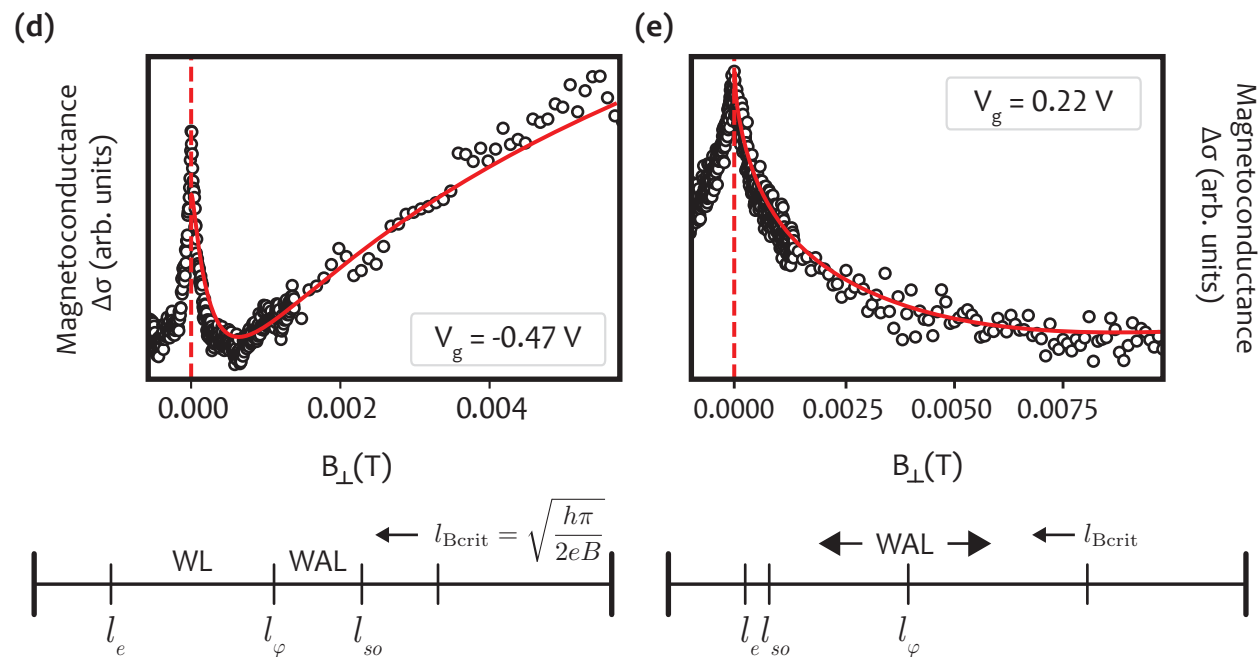 (d)
(e)
Magnetoconductance
Δσ (arb. units)
V_g = -0.47 V
0.000 0.002 0.004
B_⊥(T)
V_g = 0.22 V
Magnetoconductance
Δσ (arb. units)
0.0000 0.0025 0.0050 0.0075
B_⊥(T)
WL WAL ← l_Bcrit = √(hπ/2eB)
l_e l_φ l_so
WAL ← l_Bcrit
l_e l_so l_φ